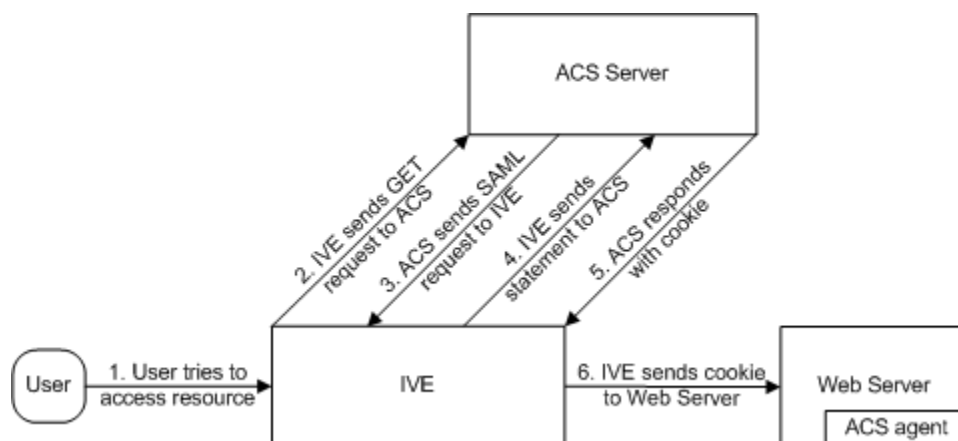 ACS Server
2. IVE sends GET
request to ACS
3. ACS sends SAML
request to IVE
4. IVE sends
statement to ACS
5. ACS responds
with cookie
User
1. User tries to
access resource
IVE
6. IVE sends cookie
to Web Server
Web Server
ACS agent